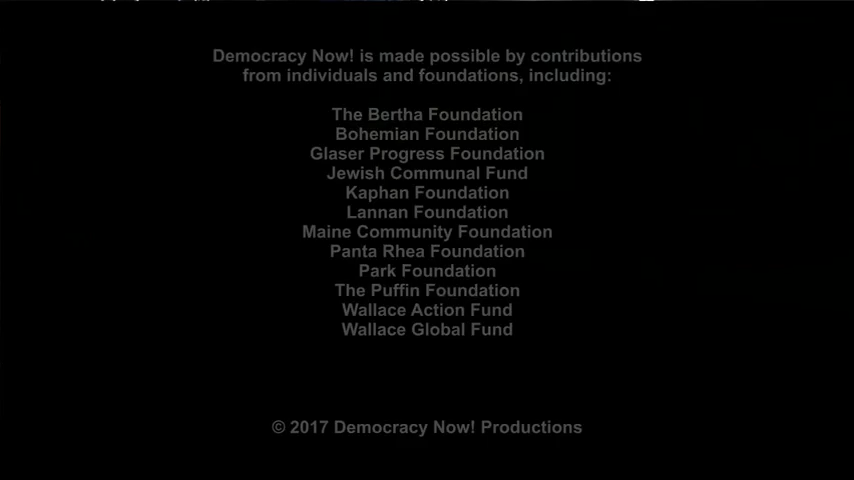 Democracy Now! is made possible by contributions
from individuals and foundations, including:
The Bertha Foundation
Bohemian Foundation
Glaser Progress Foundation
Jewish Communal Fund
Kaphan Foundation
Lannan Foundation
Maine Community Foundation
Panta Rhea Foundation
Park Foundation
The Puffin Foundation
Wallace Action Fund
Wallace Global Fund
© 2017 Democracy Now! Productions